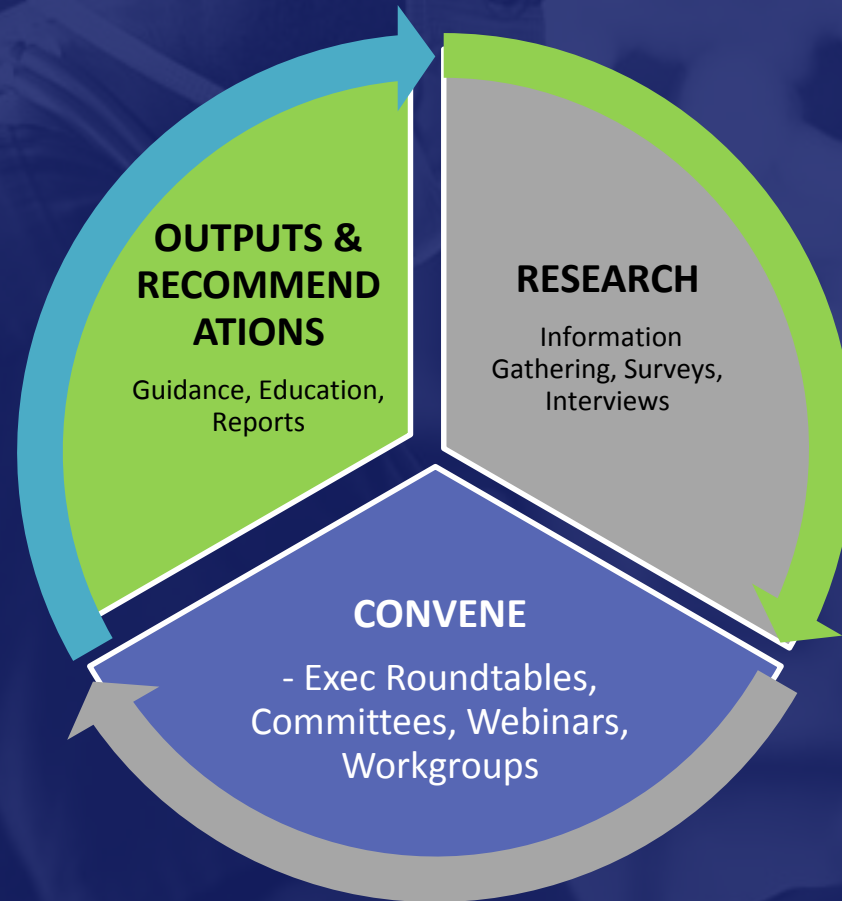 OUTPUTS &
RECOMMEND
ATIONS
Guidance, Education,
Reports
RESEARCH
Information
Gathering, Surveys,
Interviews
CONVENE
- Exec Roundtables,
Committees, Webinars,
Workgroups